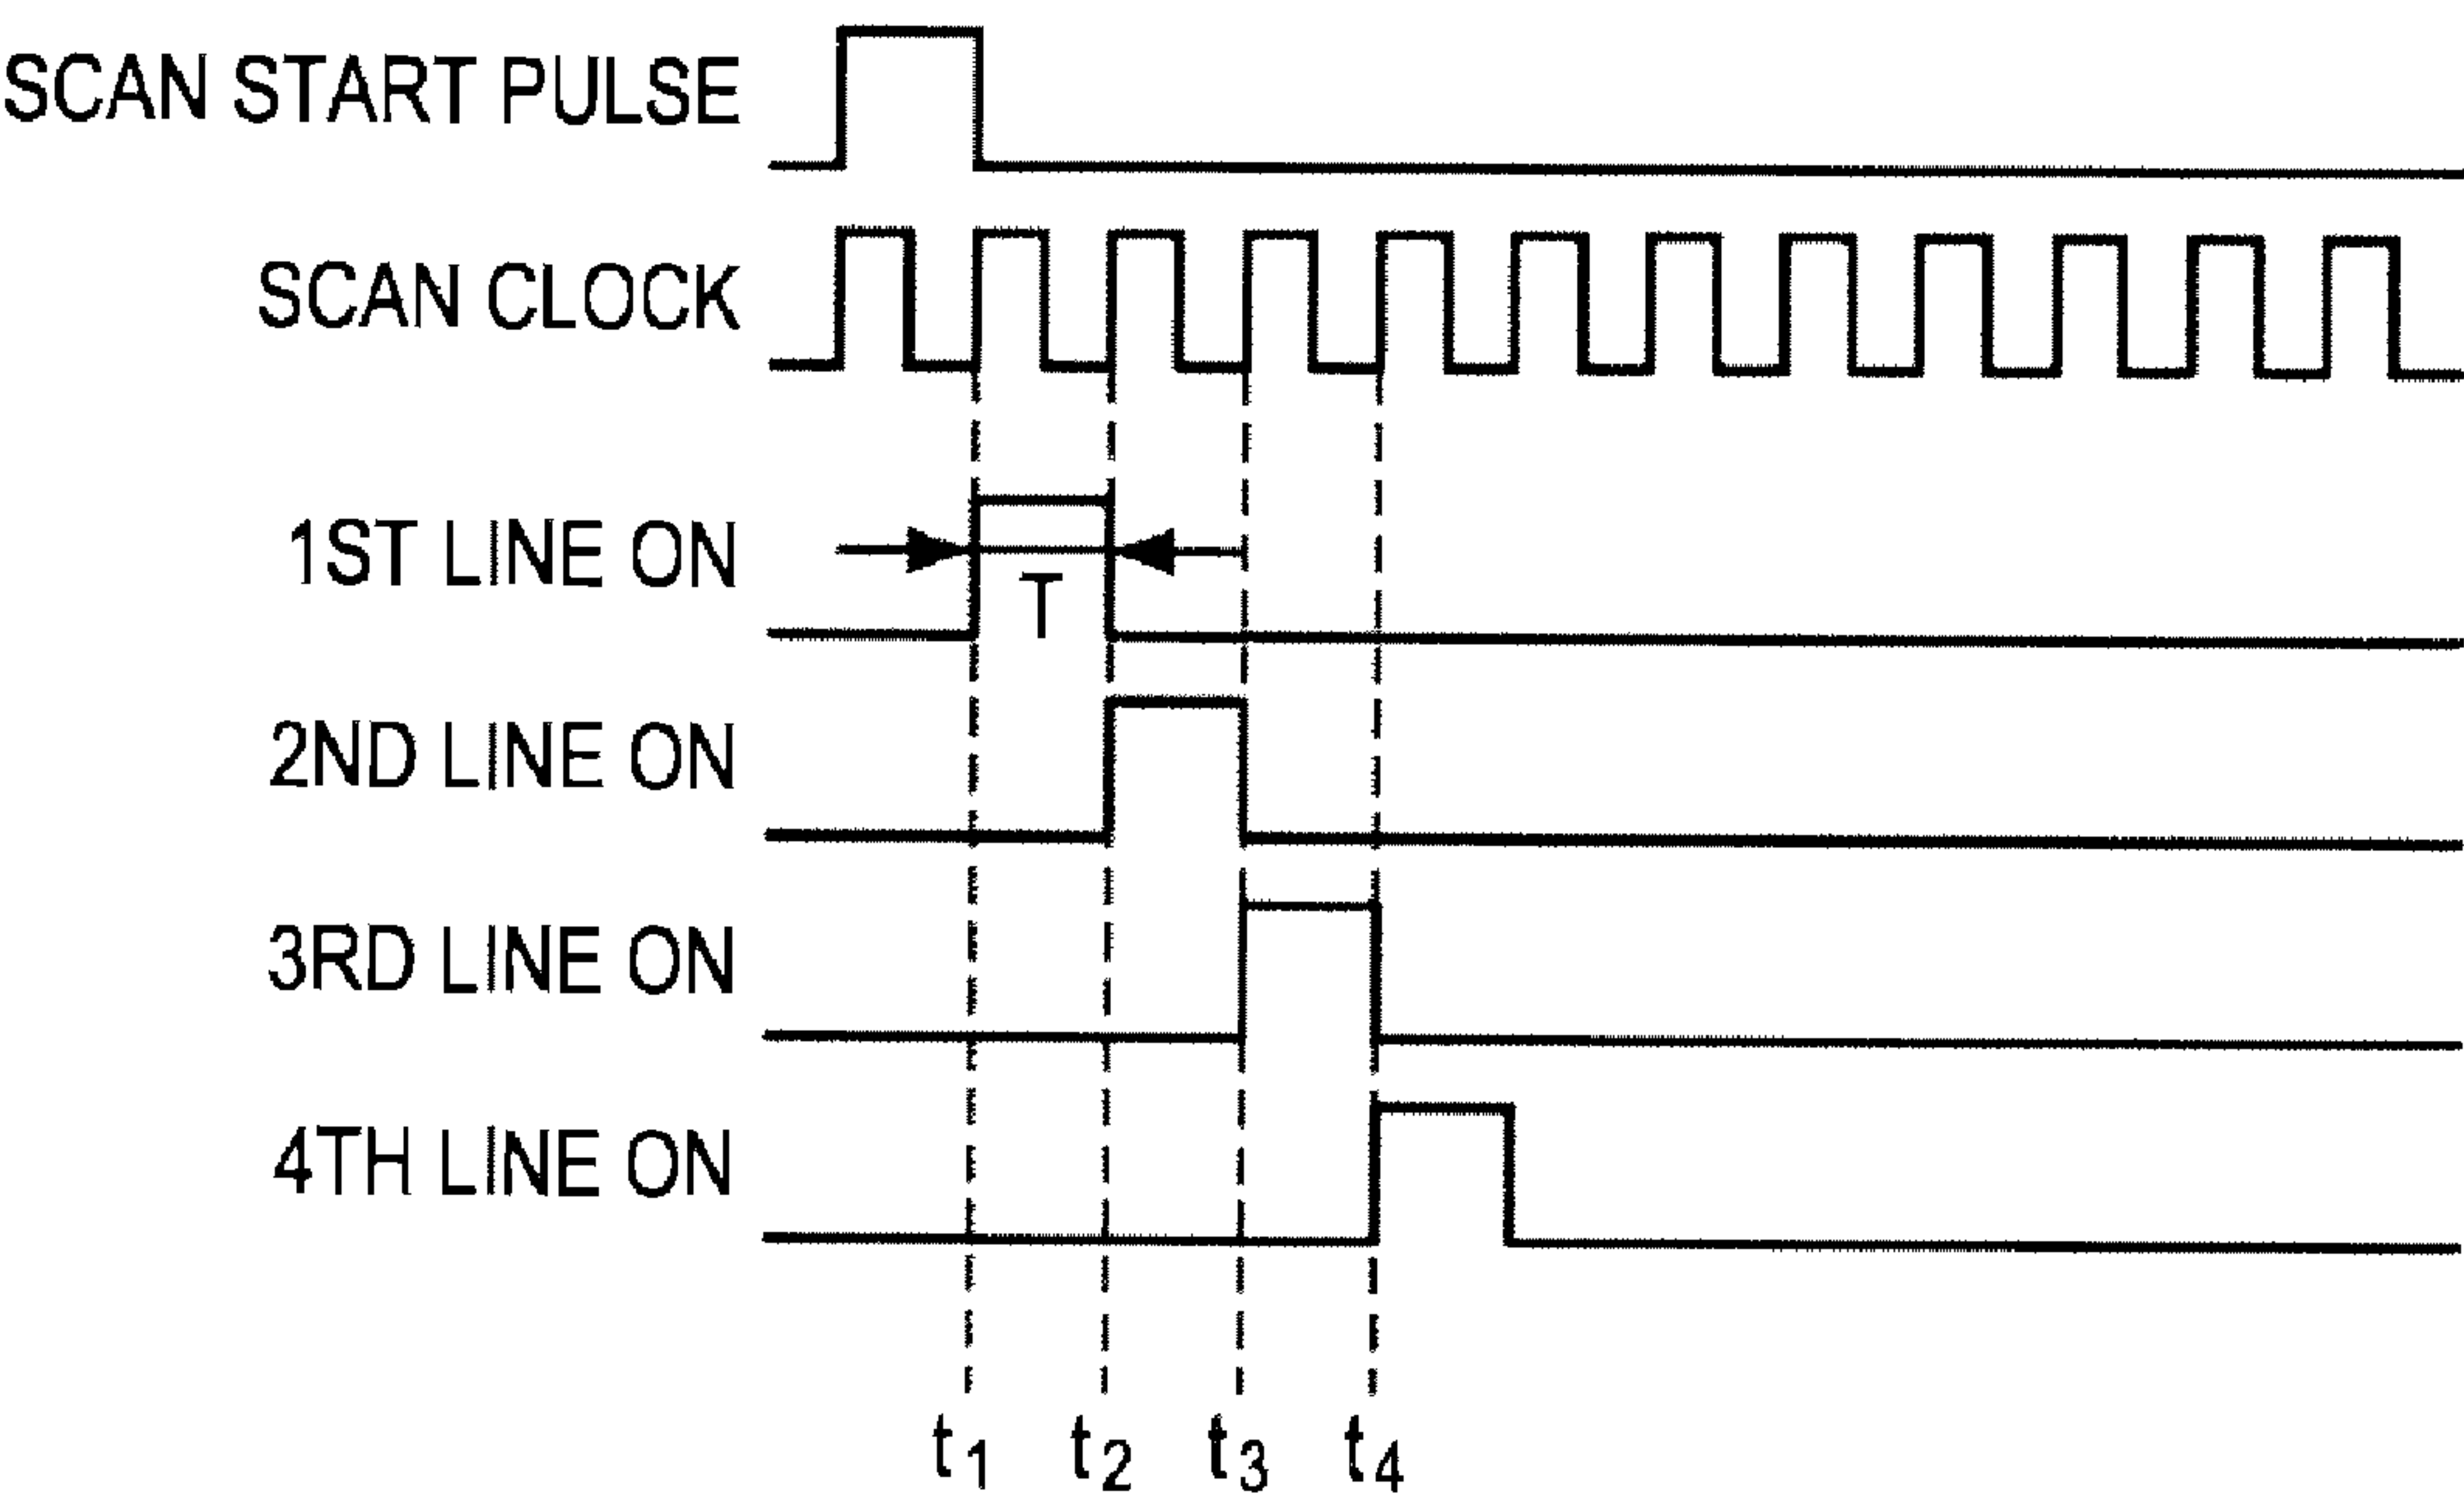 SCAN START PULSE
SCAN CLOCK
1ST LINE ON
T
2ND LINE ON
3RD LINE ON
4TH LINE ON
t1 t2 t3 t4